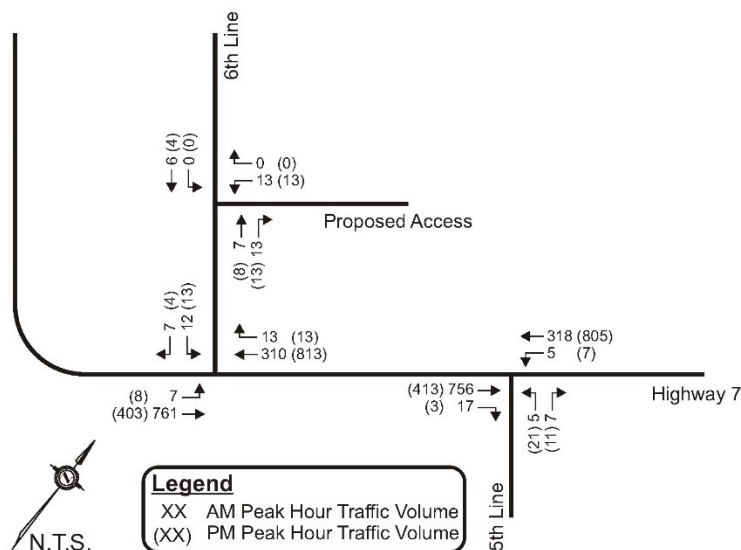 6th Line
6 (4)
0 (0)
0 (0)
13 (13)
Proposed Access
(8) 7
(13) 13
7 (4)
12 (13)
13 (13)
310 (813)
318 (805)
5 (7)
(8) 7
(403) 761
(413) 756
(3) 17
Highway 7
(21) 5
(11) 7
5th Line
N.T.S.
Legend
XX AM Peak Hour Traffic Volume
(XX) PM Peak Hour Traffic Volume